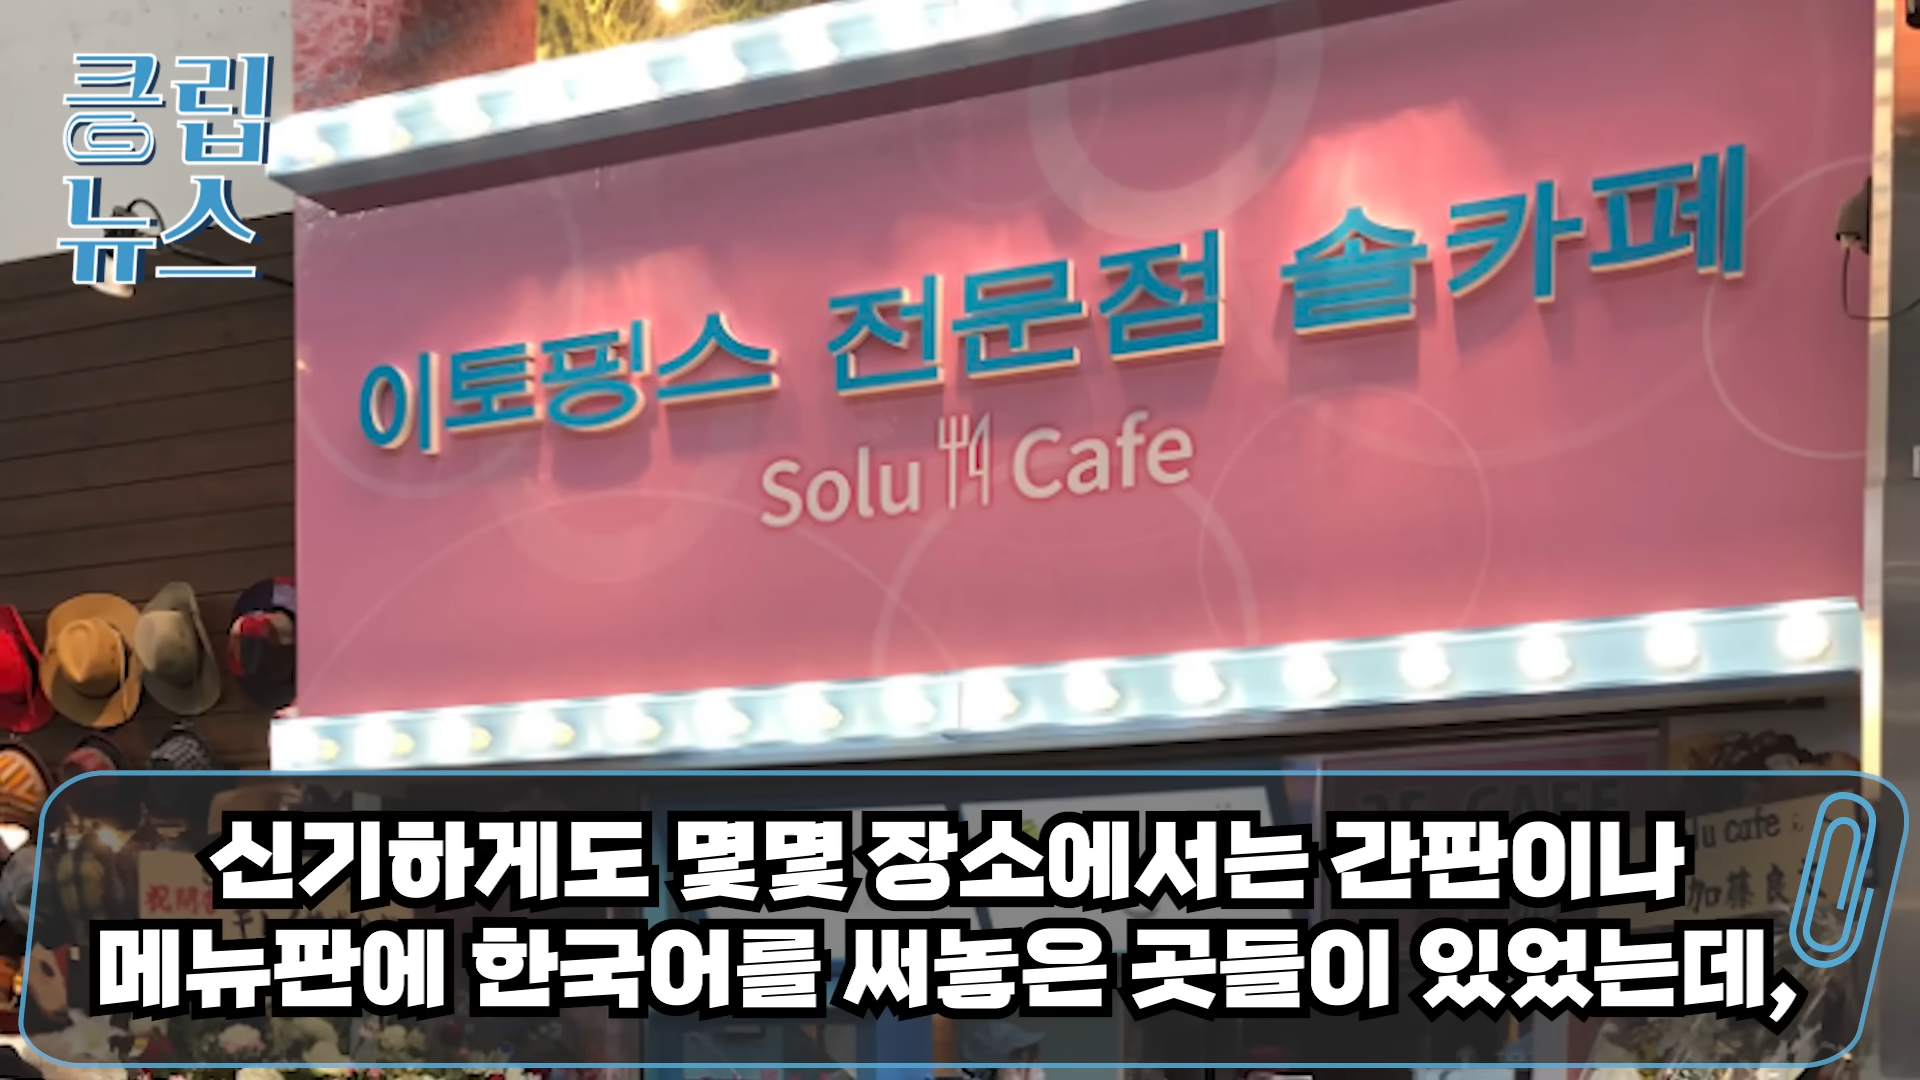 클립
뉴스
이토핑스 전문점 솔카페
Solu Cafe
신기하게도 몇몇 장소에서는 간판이나
메뉴판에 한국어를 써놓은 곳들이 있었는데,